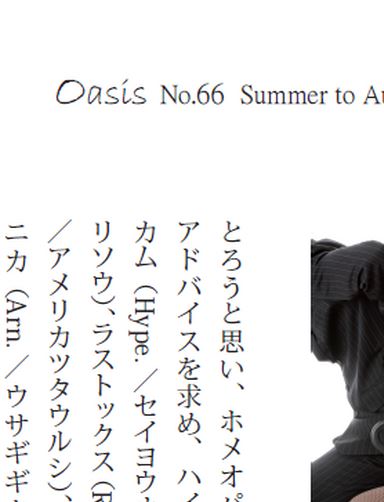 Oasis No.66 Summer to
とろうと思い、ホメオパ
アドバイスを求め、ハイ
カム（Hype.／セイヨウ
リソウ）、ラストックス（
／アメリカツタウルシ）、
ニカ（Arn.／ウサギギ